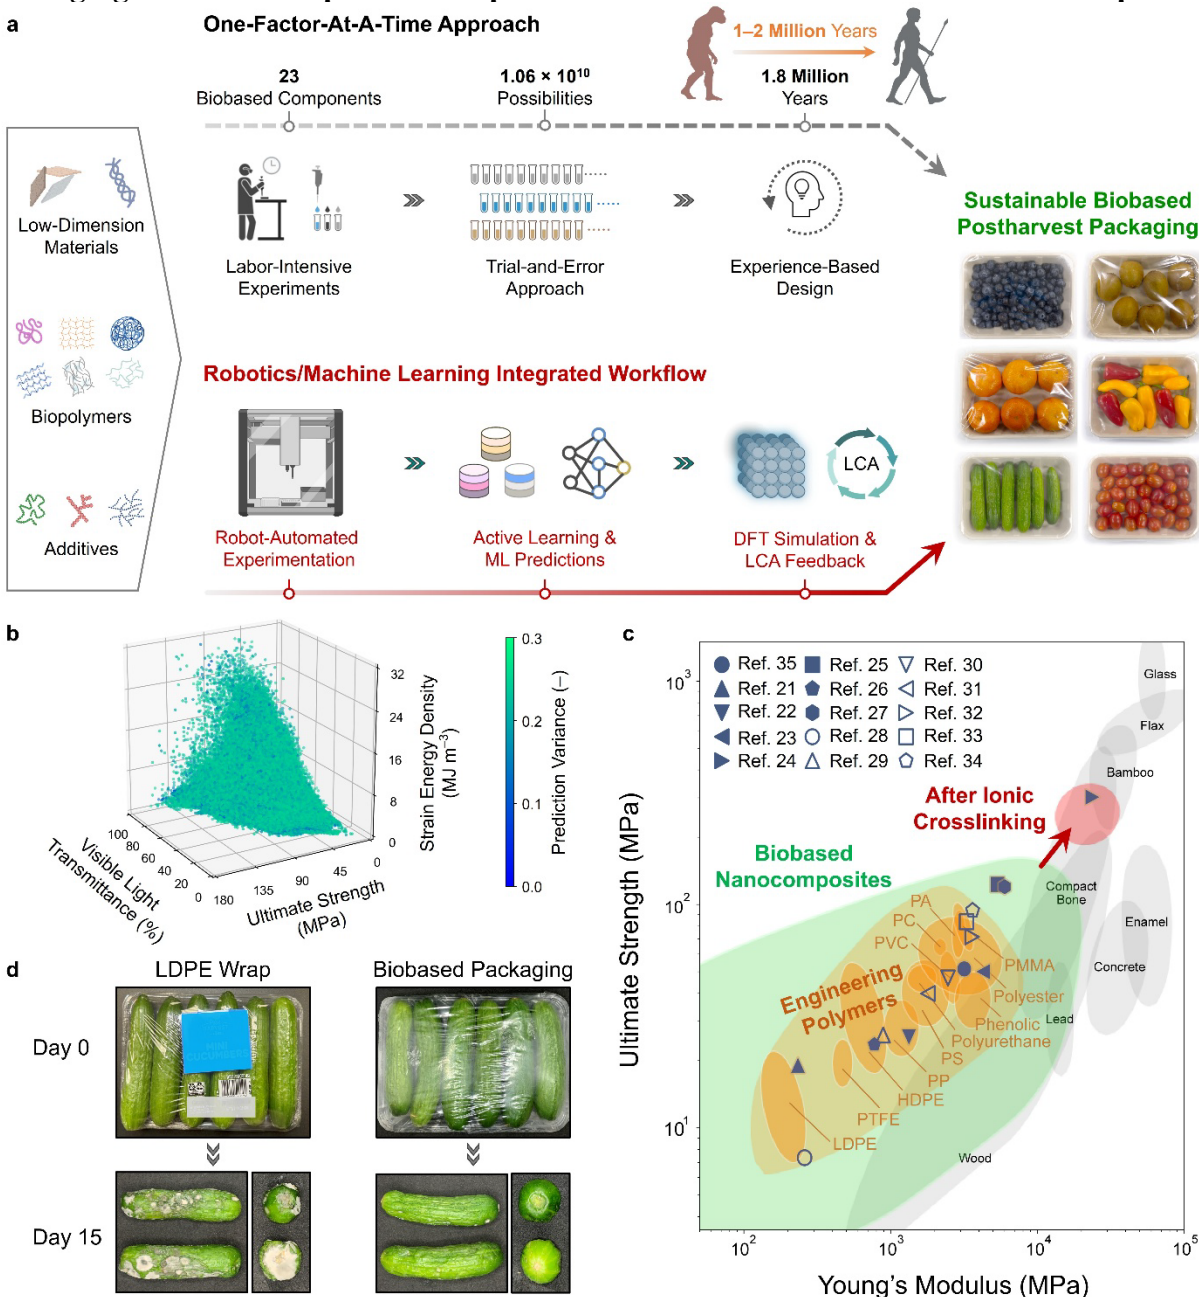 a
One-Factor-At-A-Time Approach
1–2 Million Years
23
Biobased Components
1.06 × 10¹⁰
Possibilities
1.8 Million
Years
Low-Dimension
Materials
Biopolymers
Additives
Labor-Intensive
Experiments
Trial-and-Error
Approach
Experience-Based
Design
Sustainable Biobased
Postharvest Packaging
Robotics/Machine Learning Integrated Workflow
LCA
Robot-Automated
Experimentation
Active Learning &
ML Predictions
DFT Simulation &
LCA Feedback
b
32
24
16
8
0
Strain Energy Density
(MJ m⁻³)
100
80
60
40
20
0
Visible Light
Transmittance (%)
180
135
90
45
0
Ultimate Strength
(MPa)
0.3
0.2
0.1
0.0
Prediction Variance (–)
c
Ref. 35
Ref. 21
Ref. 22
Ref. 23
Ref. 24
Ref. 25
Ref. 26
Ref. 27
Ref. 28
Ref. 29
Ref. 30
Ref. 31
Ref. 32
Ref. 33
Ref. 34
Glass
Flax
Bamboo
After Ionic
Crosslinking
Biobased
Nanocomposites
Compact
Bone
Enamel
Concrete
Lead
Wood
Engineering
Polymers
PA
PC
PVC
PMMA
Polyester
Phenolic
Polyurethane
PS
PP
HDPE
PTFE
LDPE
10³
10²
10¹
Ultimate Strength (MPa)
10²
10³
10⁴
10⁵
Young's Modulus (MPa)
d
LDPE Wrap
Biobased Packaging
Day 0
MINI
CUCUMBERS
Day 15